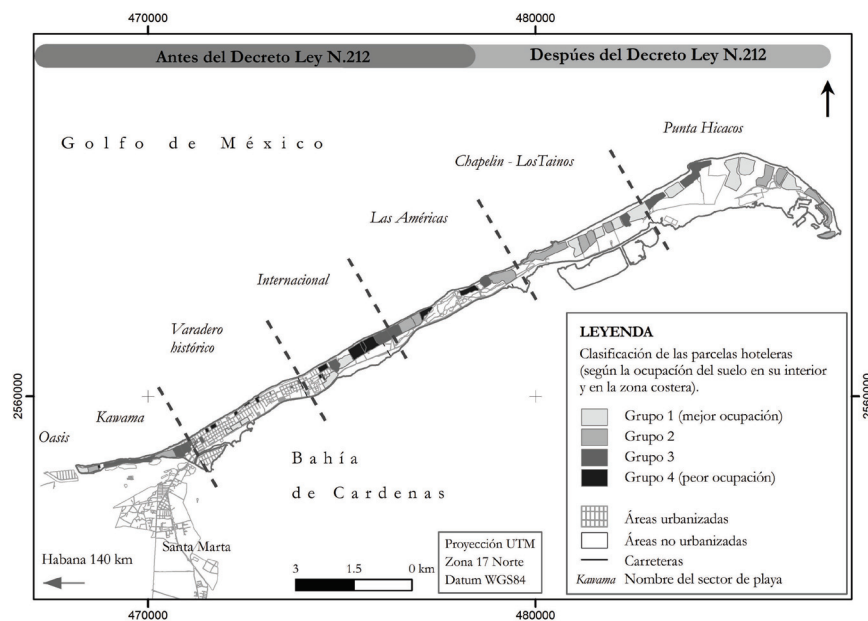 470000
480000
Antes del Decreto Ley N.212
Despúes del Decreto Ley N.212
Golfo de México
Punta Hicacos
Chapelin - LosTainos
Las Américas
Internacional
Varadero
histórico
Kawama
Oasis
2560000
2560000
Bahía
de Cardenas
Santa Marta
Habana 140 km
3
1.5
0 km
Proyección UTM
Zona 17 Norte
Datum WGS84
LEYENDA
Clasificación de las parcelas hoteleras
(según la ocupación del suelo en su interior
y en la zona costera).
Grupo 1 (mejor ocupación)
Grupo 2
Grupo 3
Grupo 4 (peor ocupación)
Áreas urbanizadas
Áreas no urbanizadas
Carreteras
Kawama Nombre del sector de playa
470000
480000